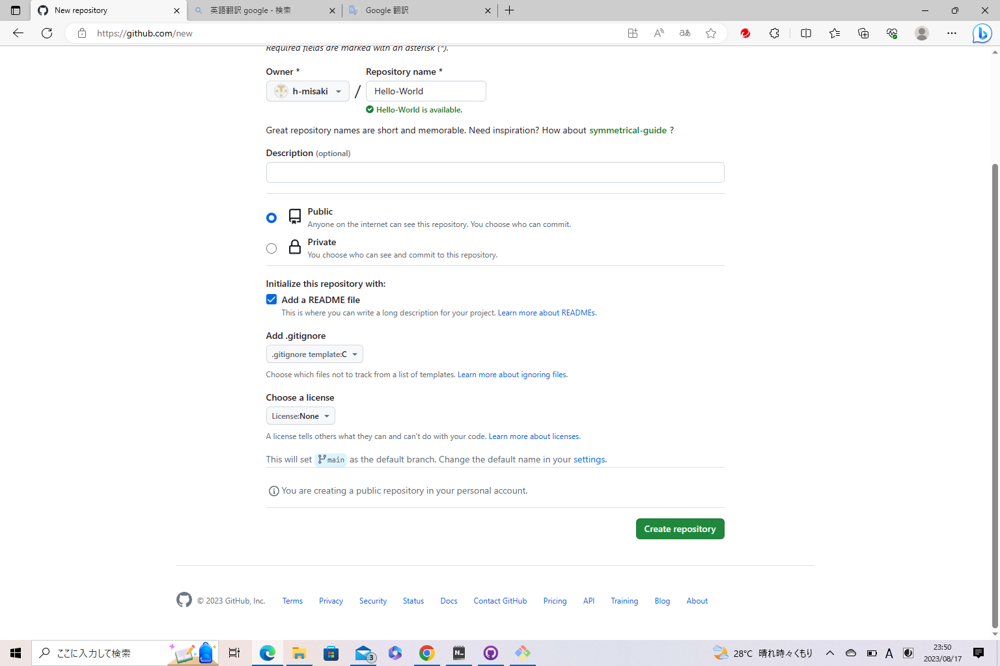 New repository
英語翻訳 google - 検索
Google 翻訳
https://github.com/new
Required fields are marked with an asterisk (*).
Owner *
Repository name *
h-misaki
/
Hello-World
Hello-World is available.
Great repository names are short and memorable. Need inspiration? How about symmetrical-guide ?
Description (optional)
Public
Anyone on the internet can see this repository. You choose who can commit.
Private
You choose who can see and commit to this repository.
Initialize this repository with:
Add a README file
This is where you can write a long description for your project. Learn more about READMEs.
Add .gitignore
.gitignore template:C
Choose which files not to track from a list of templates. Learn more about ignoring files.
Choose a license
License:None
A license tells others what they can and can't do with your code. Learn more about licenses.
This will set main as the default branch. Change the default name in your settings.
You are creating a public repository in your personal account.
Create repository
© 2023 GitHub, Inc. Terms Privacy Security Status Docs Contact GitHub Pricing API Training Blog About
ここに入力して検索
3
28°C 晴れ時々くもり
A
23:50
2023/08/17